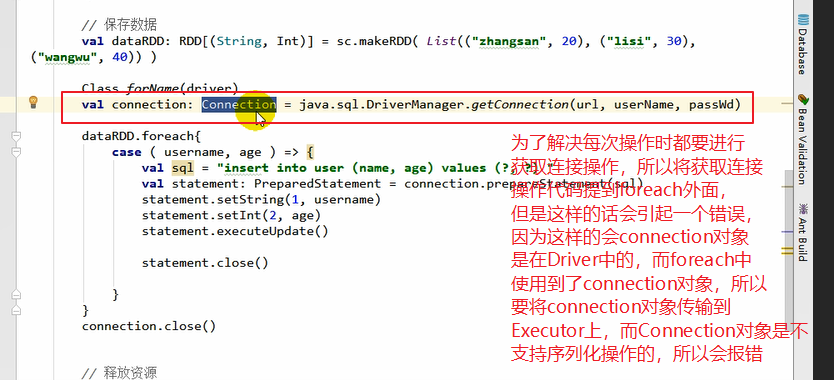 // 保存数据
val dataRDD: RDD[(String, Int)] = sc.makeRDD( List(("zhangsan", 20), ("lisi", 30),
("wangwu", 40)) )
Class.forName(driver)
val connection: Connection = java.sql.DriverManager.getConnection(url, userName, passWd)
dataRDD.foreach{
case ( username, age ) => {
val sql = "insert into user (name, age) values (?, ?)"
val statement: PreparedStatement = connection.prepareStatement(sql)
statement.setString(1, username)
statement.setInt(2, age)
statement.executeUpdate()
statement.close()
}
}
connection.close()
// 释放资源
为了解决每次操作时都要进行
获取连接操作，所以将获取连接
操作代码提到foreach外面，
但是这样的话会引起一个错误，
因为这样的会connection对象
是在Driver中的，而foreach中
使用到了connection对象，所以
要将connection对象传输到
Executor上，而Connection对象是不
支持序列化操作的，所以会报错
Database
Bean Validation
Ant Build